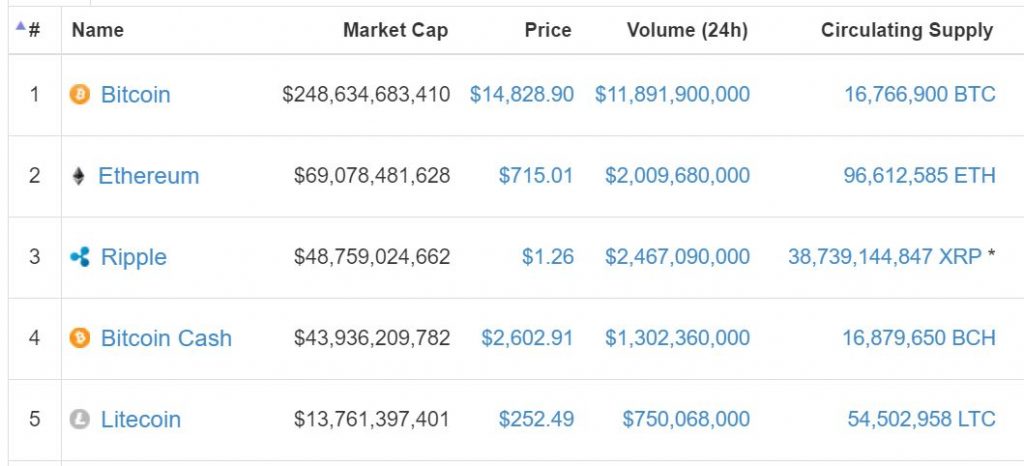 # Name Market Cap Price Volume (24h) Circulating Supply
1 Bitcoin $248,634,683,410 $14,828.90 $11,891,900,000 16,766,900 BTC
2 Ethereum $69,078,481,628 $715.01 $2,009,680,000 96,612,585 ETH
3 Ripple $48,759,024,662 $1.26 $2,467,090,000 38,739,144,847 XRP *
4 Bitcoin Cash $43,936,209,782 $2,602.91 $1,302,360,000 16,879,650 BCH
5 Litecoin $13,761,397,401 $252.49 $750,068,000 54,502,958 LTC